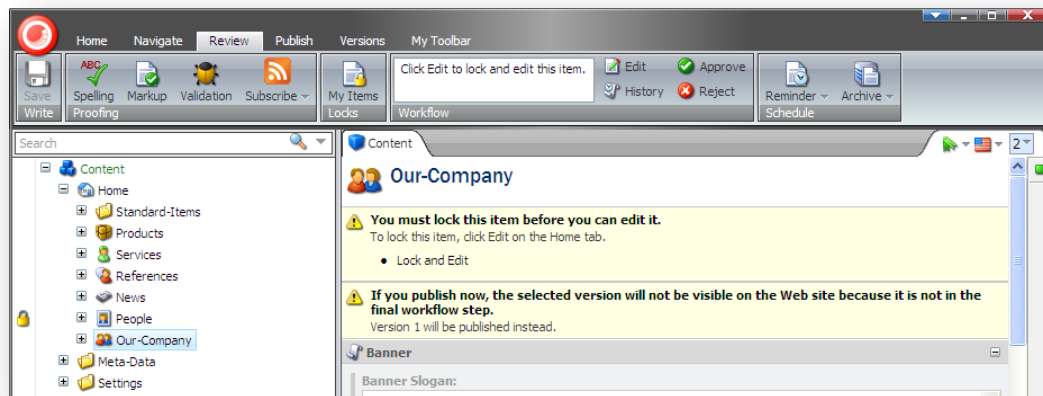 Home Navigate Review Publish Versions My Toolbar
ABC
Click Edit to lock and edit this item.
Edit Approve
History Reject
Save Spelling Markup Validation Subscribe My Items Reminder Archive
Write Proofing Locks Workflow Schedule
Search
Content 2
Content
Home
Standard-Items
Products
Services
References
News
People
Our-Company
Meta-Data
Settings
Our-Company
You must lock this item before you can edit it.
To lock this item, click Edit on the Home tab.
• Lock and Edit
If you publish now, the selected version will not be visible on the Web site because it is not in the
final workflow step.
Version 1 will be published instead.
Banner
Banner Slogan: